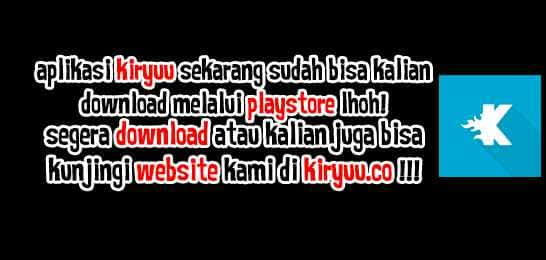 aplikasi kiryuu sekarang sudah bisa kalian
download melalui playstore lhoh!
segera download atau kalian juga bisa
kunjingi website kami di kiryuu.co !!!
K